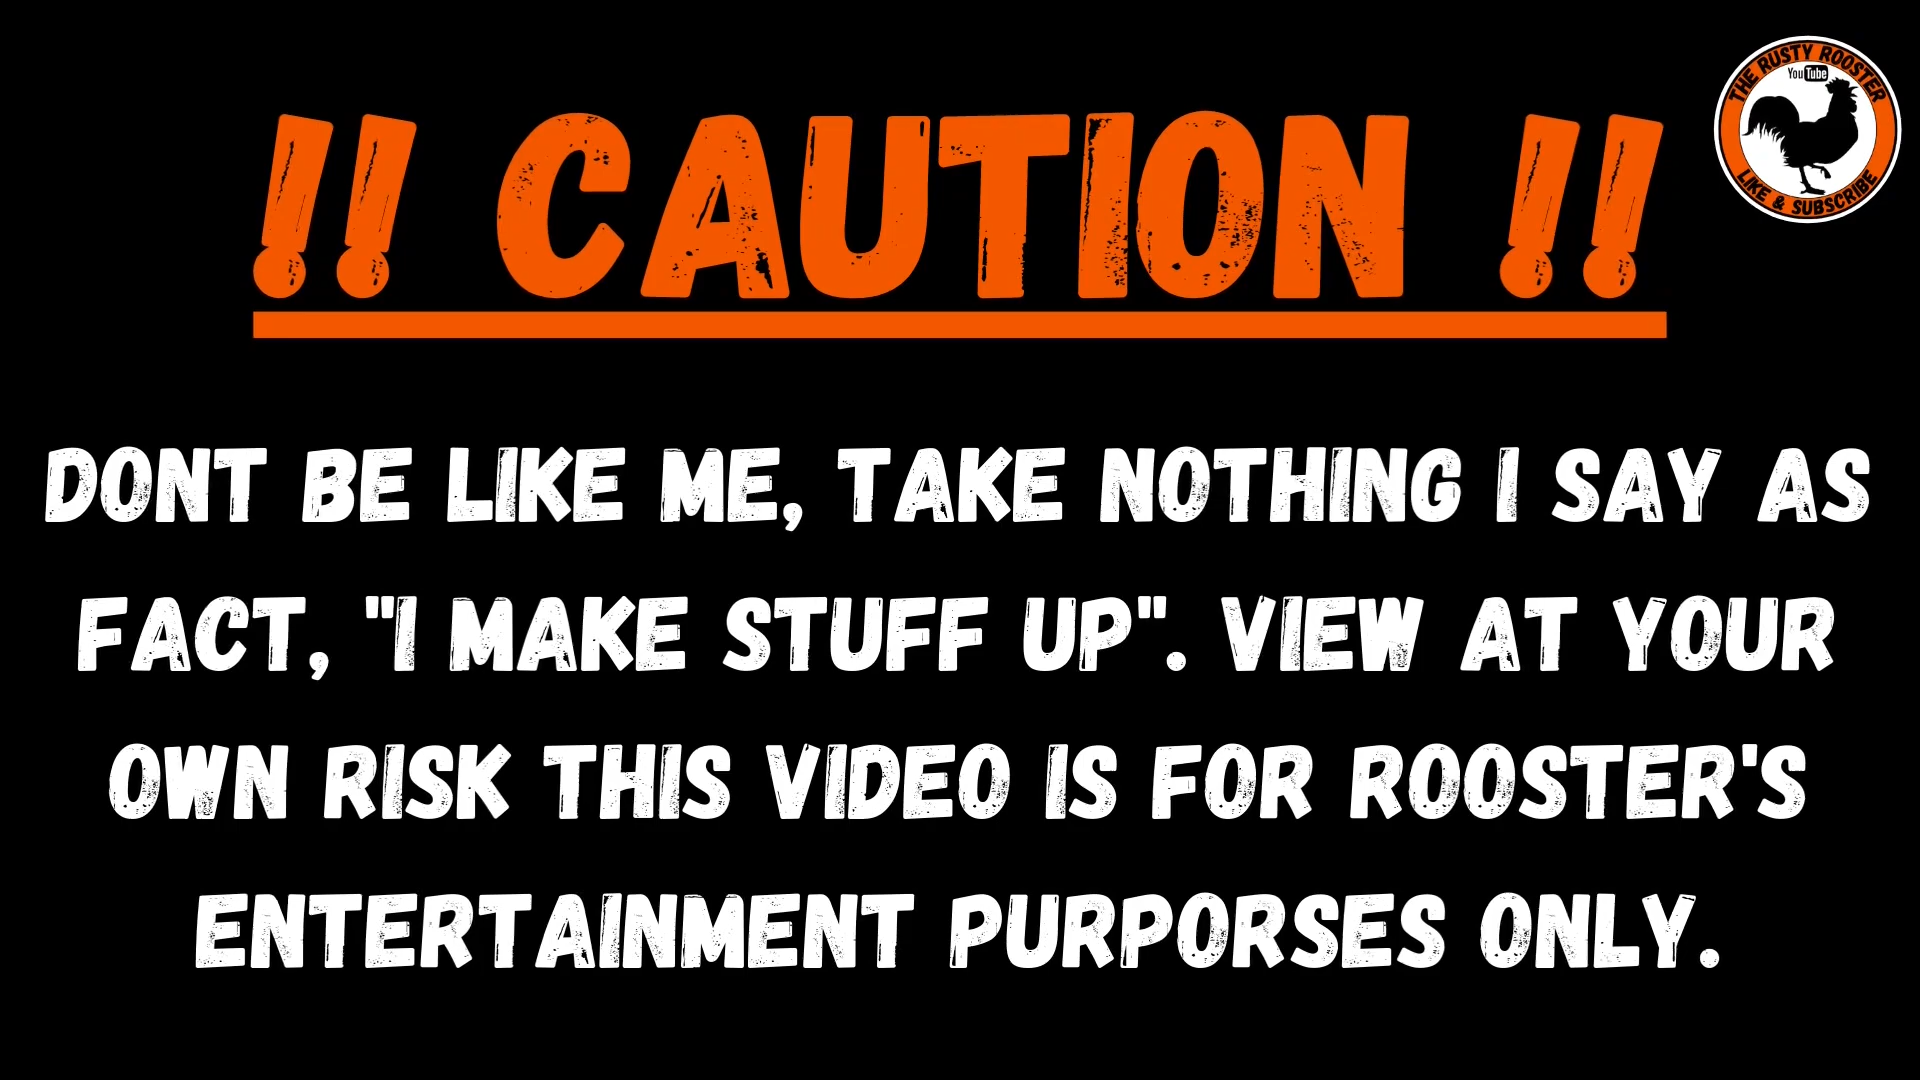 !! CAUTION !!
THE RUSTY ROOSTER
YouTube
LIKE & SUBSCRIBE
DONT BE LIKE ME, TAKE NOTHING I SAY AS
FACT, "I MAKE STUFF UP". VIEW AT YOUR
OWN RISK THIS VIDEO IS FOR ROOSTER'S
ENTERTAINMENT PURPORSES ONLY.